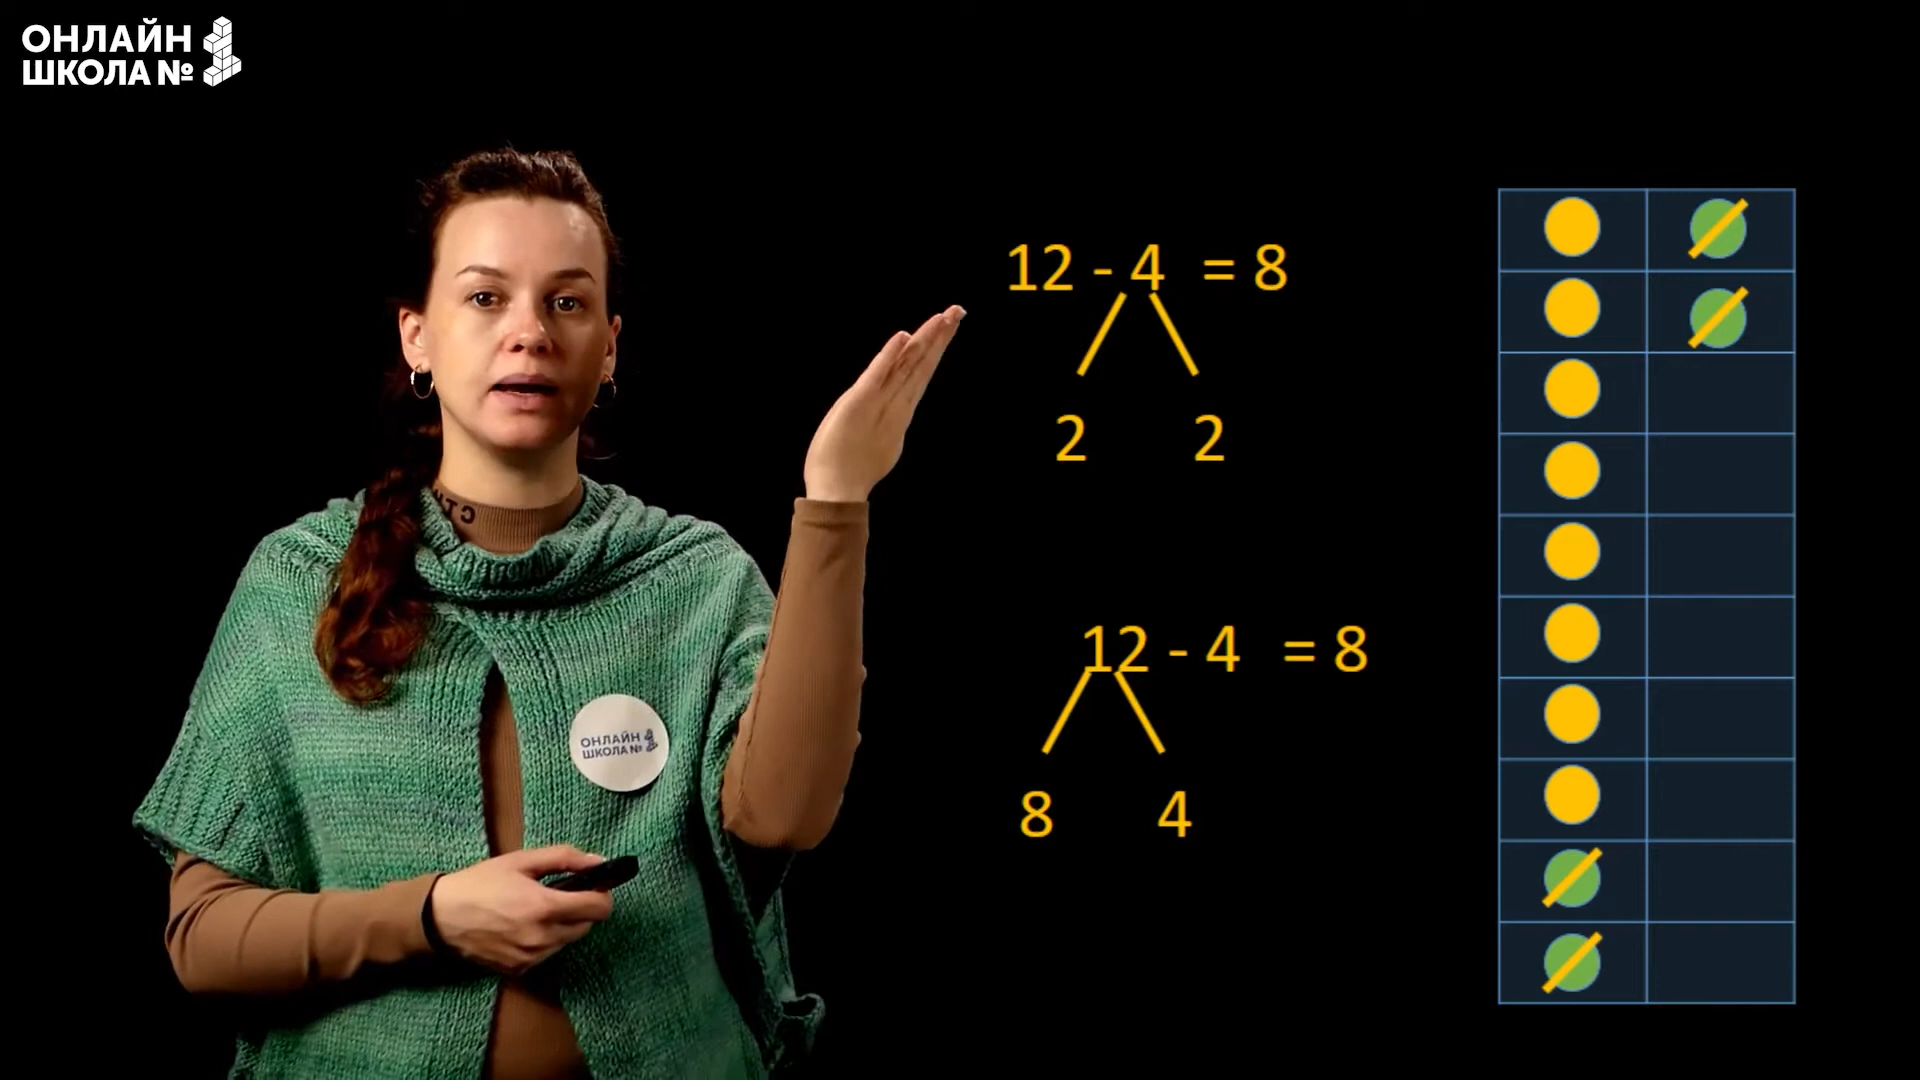 ОНЛАЙН
ШКОЛА №
12 - 4 = 8
2 2
12 - 4 = 8
8 4
ОНЛАЙН
ШКОЛА №